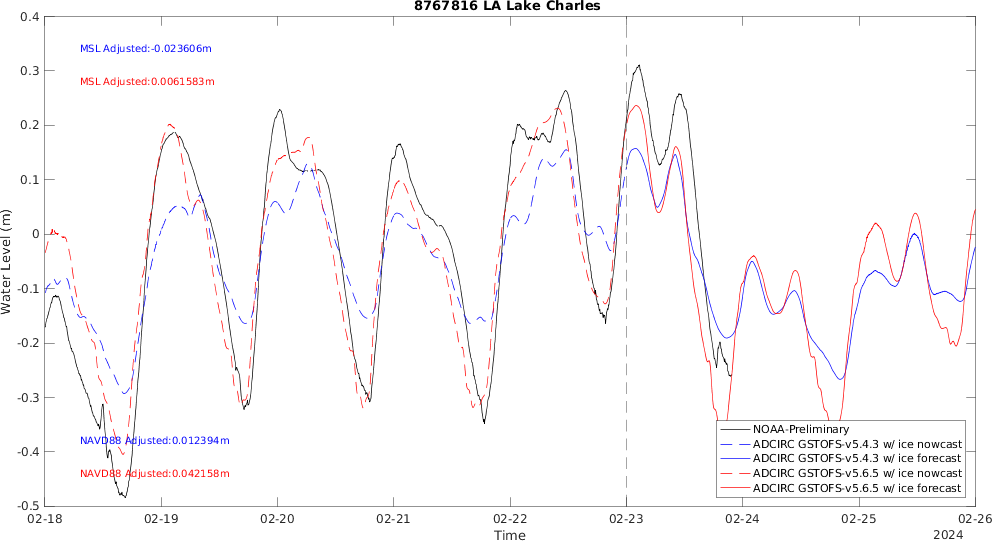 8767816 LA Lake Charles
0.4
0.3
0.2
0.1
0
-0.1
-0.2
-0.3
-0.4
-0.5
Water Level (m)
MSL Adjusted:-0.023606m
MSL Adjusted:0.0061583m
NAVD88 Adjusted:0.012394m
NAVD88 Adjusted:0.042158m
NOAA-Preliminary
ADCIRC GSTOFS-v5.4.3 w/ ice nowcast
ADCIRC GSTOFS-v5.4.3 w/ ice forecast
ADCIRC GSTOFS-v5.6.5 w/ ice nowcast
ADCIRC GSTOFS-v5.6.5 w/ ice forecast
02-18 02-19 02-20 02-21 02-22 02-23 02-24 02-25 02-26
Time
2024